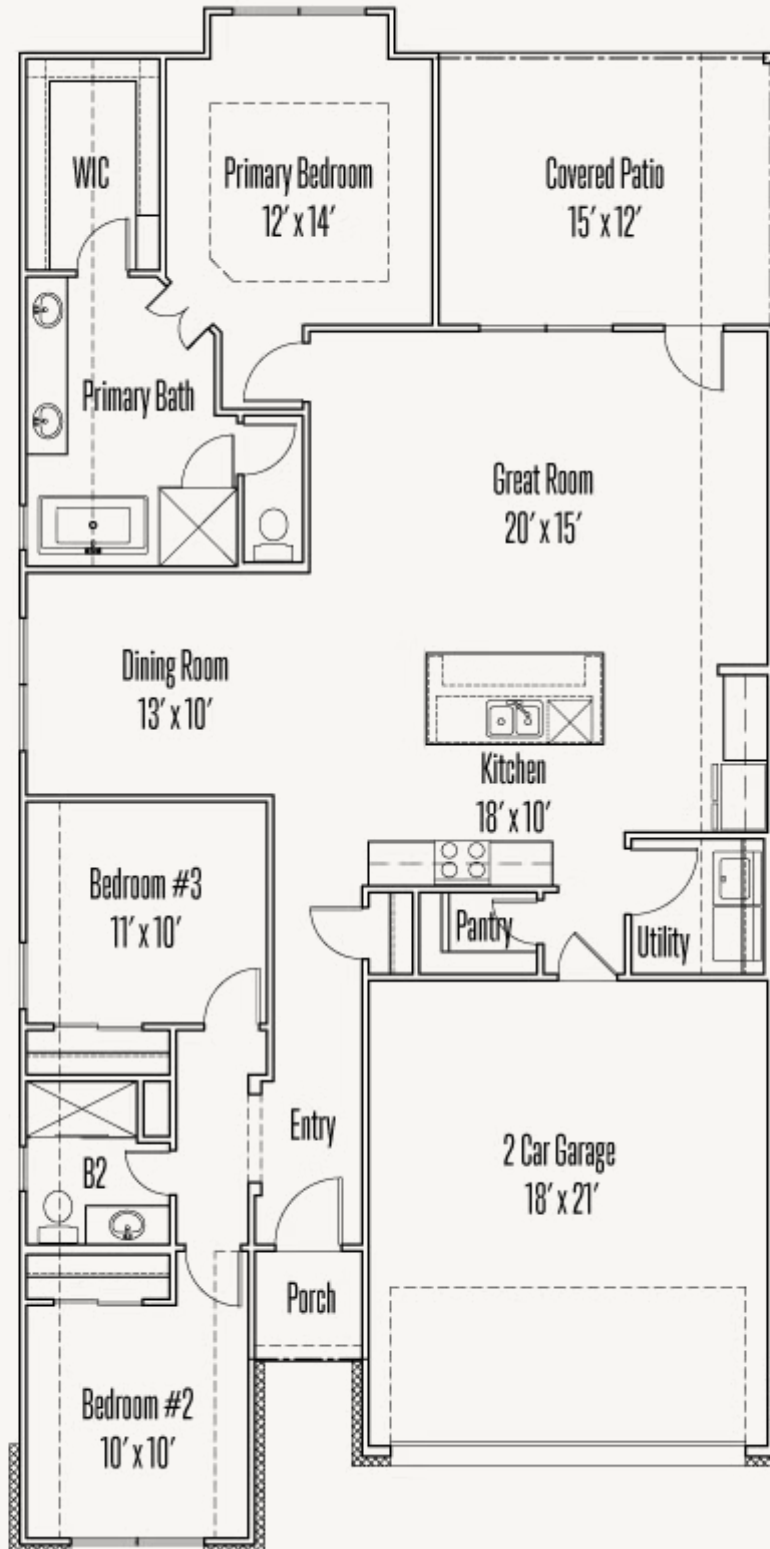 WIC
Primary Bedroom
12' x 14'
Covered Patio
15' x 12'
Primary Bath
Great Room
20' x 15'
Dining Room
13' x 10'
Kitchen
18' x 10'
Bedroom #3
11' x 10'
Pantry
Utility
Entry
B2
2 Car Garage
18' x 21'
Porch
Bedroom #2
10' x 10'